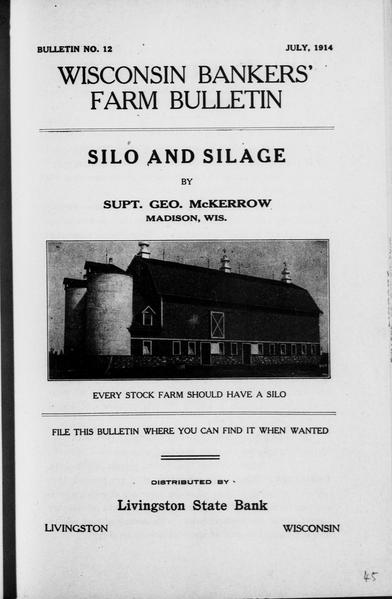 BULLETIN NO. 12 JULY, 1914
WISCONSIN BANKERS'
FARM BULLETIN
SILO AND SILAGE
BY
SUPT. GEO. McKERROW
MADISON, WIS.
EVERY STOCK FARM SHOULD HAVE A SILO
FILE THIS BULLETIN WHERE YOU CAN FIND IT WHEN WANTED
DISTRIBUTED BY
Livingston State Bank
LIVINGSTON WISCONSIN
45